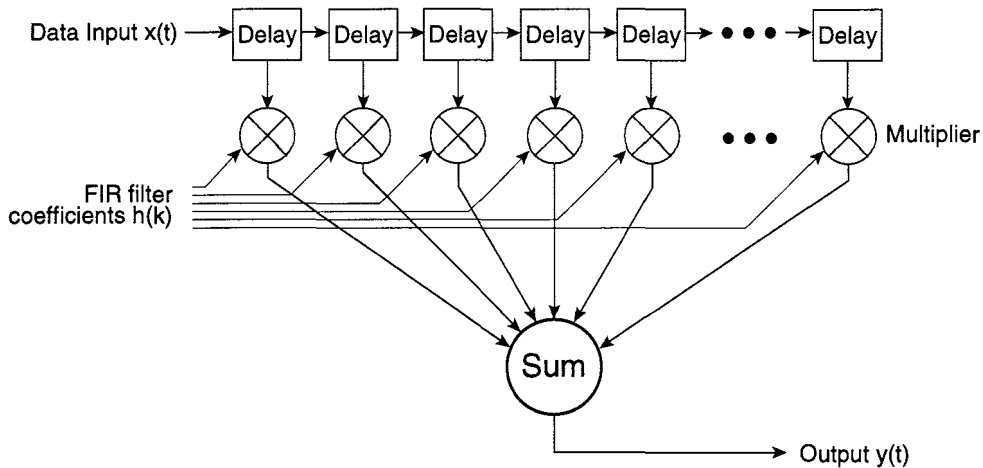 Data Input x(t)
Delay
Delay
Delay
Delay
Delay
Delay
Multiplier
FIR filter
coefficients h(k)
Sum
Output y(t)